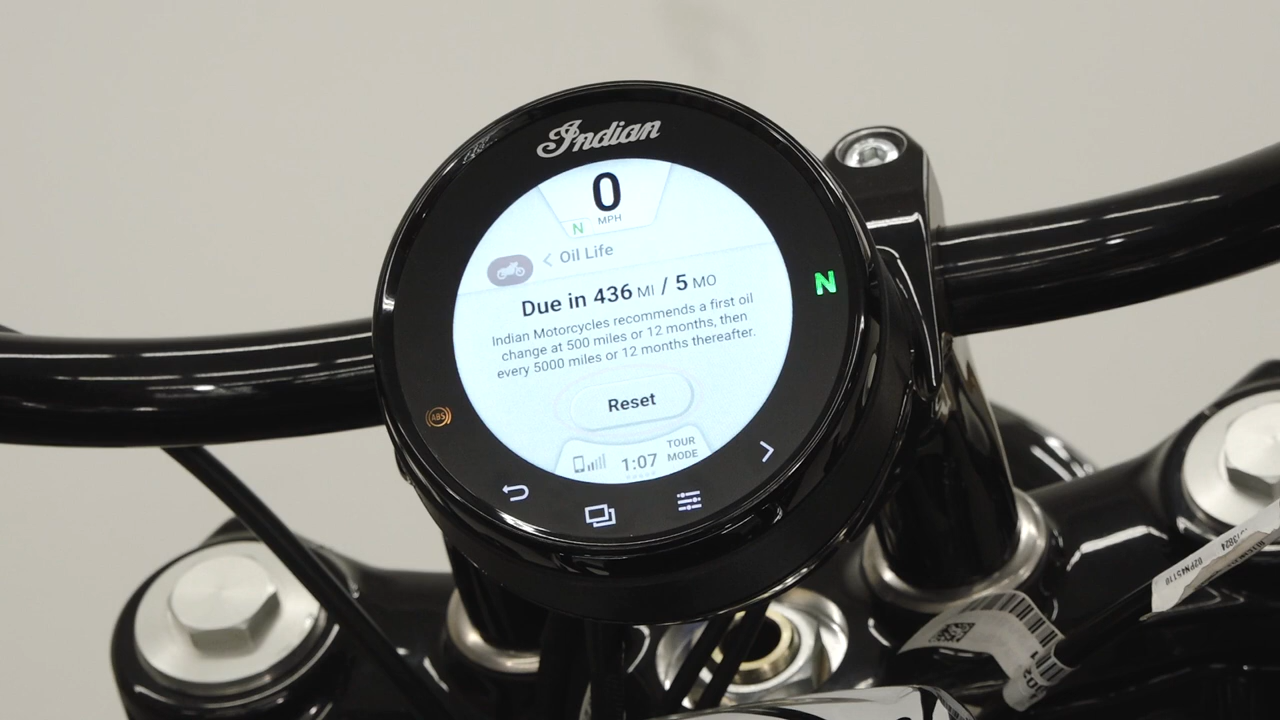 Indian
0
MPH
N
Oil Life
N
Due in 436 MI / 5 MO
Indian Motorcycles recommends a first oil
change at 500 miles or 12 months, then
every 5000 miles or 12 months thereafter.
Reset
ABS
1:07
TOUR
MODE
02PN45110